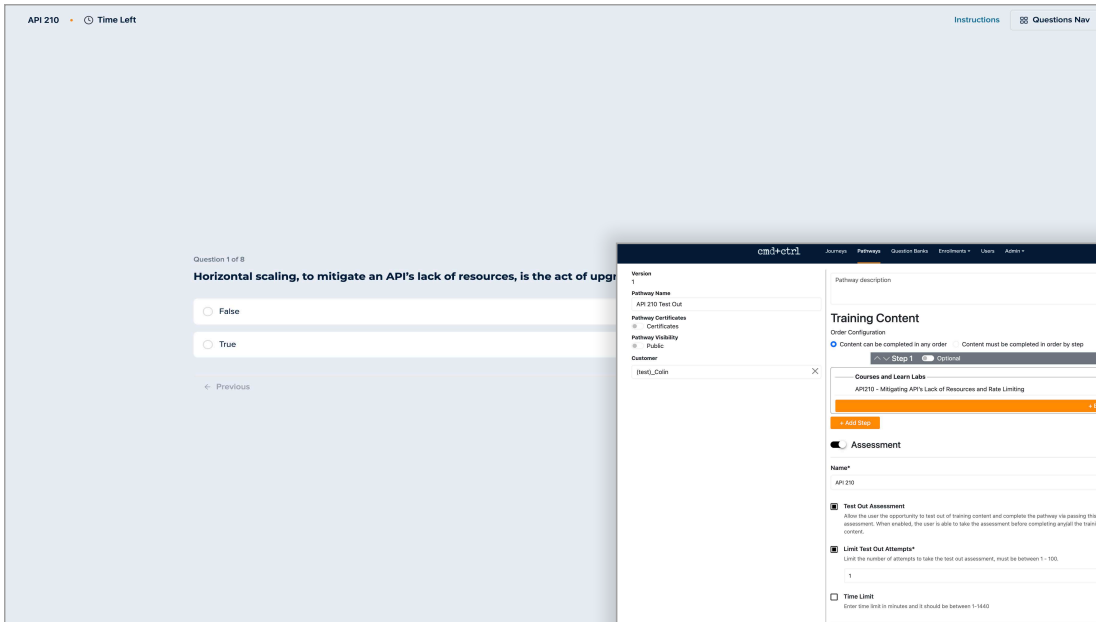 API 210 • Time Left
Instructions
Questions Nav
Question 1 of 8
Horizontal scaling, to mitigate an API's lack of resources, is the act of upgr
False
True
← Previous
cmd+ctrl
Journeys Pathways Question Banks Enrollments Users Admin
Version
1
Pathway Name
API 210 Test Out
Pathway Certificates
Certificates
Pathway Visibility
Public
Customer
(test)_Colin
Pathway description
Training Content
Order Configuration
Content can be completed in any order Content must be completed in order by step
Step 1 Optional
Courses and Learn Labs
API210 - Mitigating API's Lack of Resources and Rate Limiting
+ Add Step
Assessment
Name*
API 210
Test Out Assessment
Allow the user the opportunity to test out of training content and complete the pathway via passing this
assessment. When enabled, the user is able to take the assessment before completing any/all the traini
content.
Limit Test Out Attempts*
Limit the number of attempts to take the test out assessment, must be between 1 - 100.
1
Time Limit
Enter time limit in minutes and it should be between 1-1440